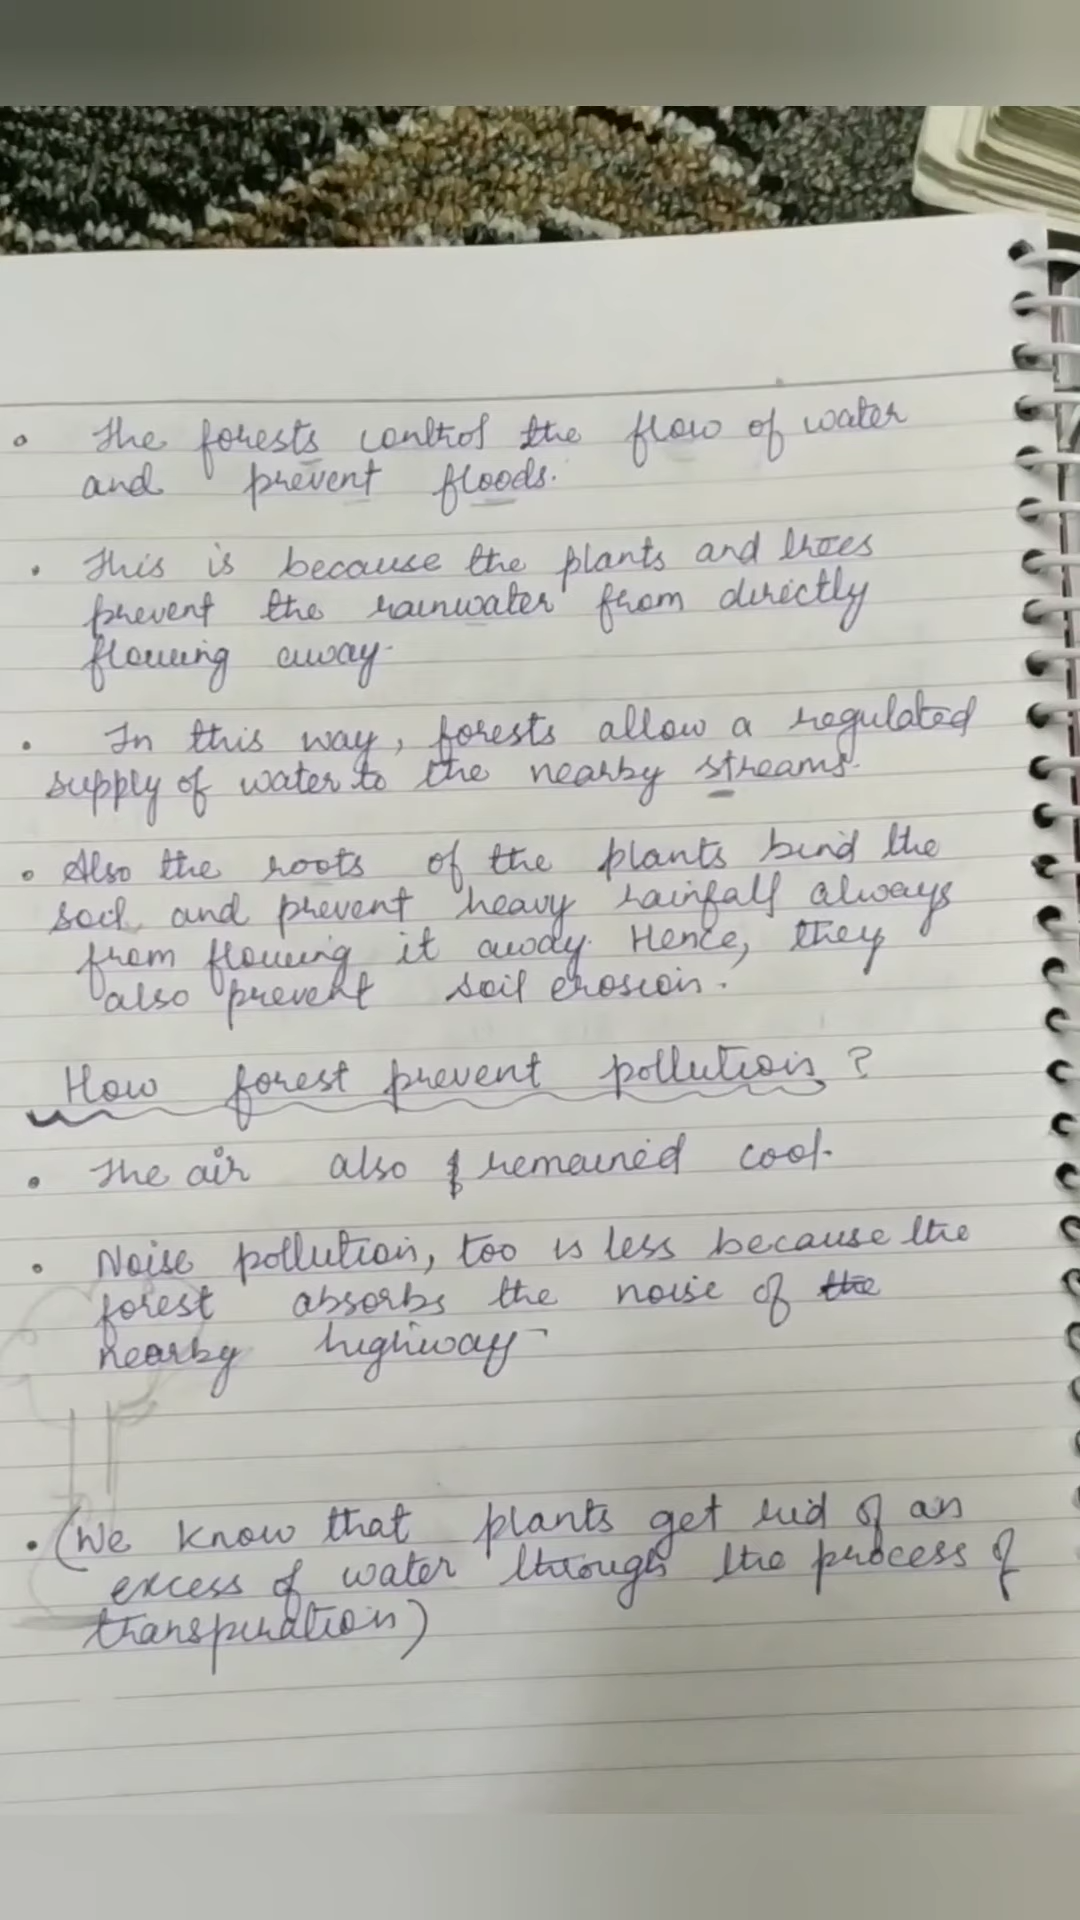 The forests control the flow of water
and prevent floods.
This is because the plants and trees
prevent the rainwater from directly
flowing away.
In this way, forests allow a regulated
supply of water to the nearby streams.
Also the roots of the plants bind the
soil and prevent heavy rainfall always
from flowing it away. Hence, they
also prevent soil erosion.
How forest prevent pollution?
The air also remained cool.
Noise pollution, too is less because the
forest absorbs the noise of the
nearby highway
(We know that plants get rid of an
excess of water through the process of
transpiration)